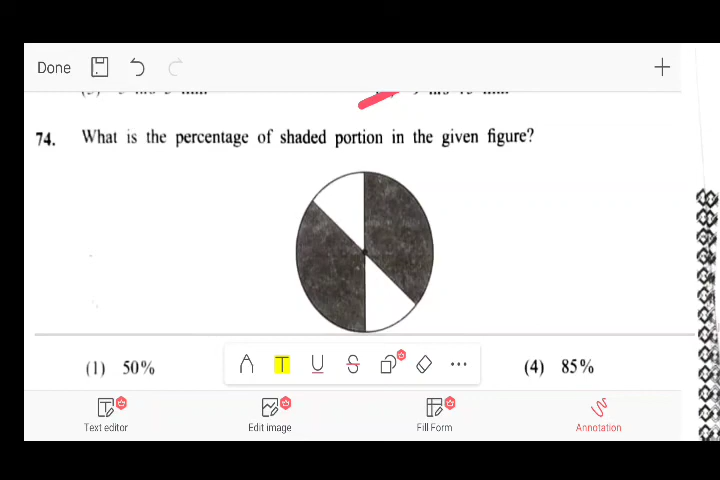 Done
74. What is the percentage of shaded portion in the given figure?
(1) 50%
(4) 85%
Text editor
Edit image
Fill Form
Annotation